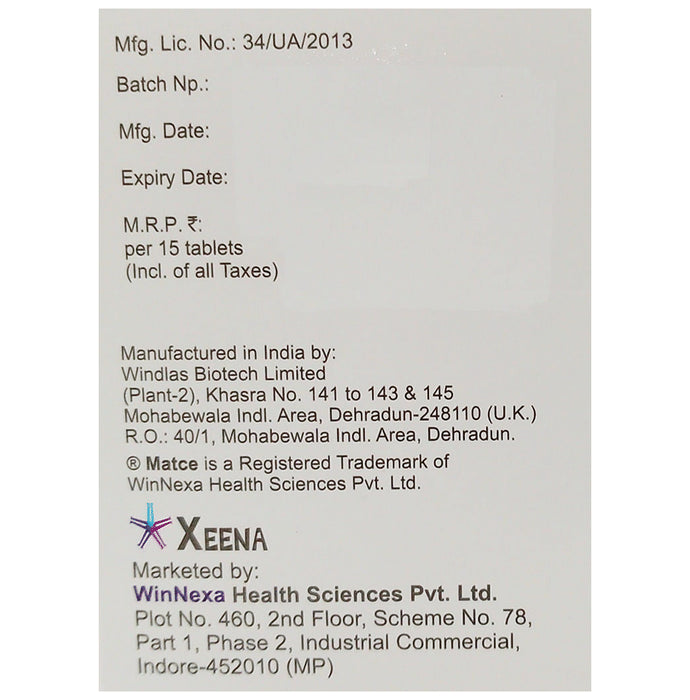 Mfg. Lic. No.: 34/UA/2013
Batch Np.:
Mfg. Date:
Expiry Date:
M.R.P. ₹:
per 15 tablets
(Incl. of all Taxes)
Manufactured in India by:
Windlas Biotech Limited
(Plant-2), Khasra No. 141 to 143 & 145
Mohabewala Indl. Area, Dehradun-248110 (U.K.)
R.O.: 40/1, Mohabewala Indl. Area, Dehradun.
® Matce is a Registered Trademark of
WinNexa Health Sciences Pvt. Ltd.
XEENA
Marketed by:
WinNexa Health Sciences Pvt. Ltd.
Plot No. 460, 2nd Floor, Scheme No. 78,
Part 1, Phase 2, Industrial Commercial,
Indore-452010 (MP)